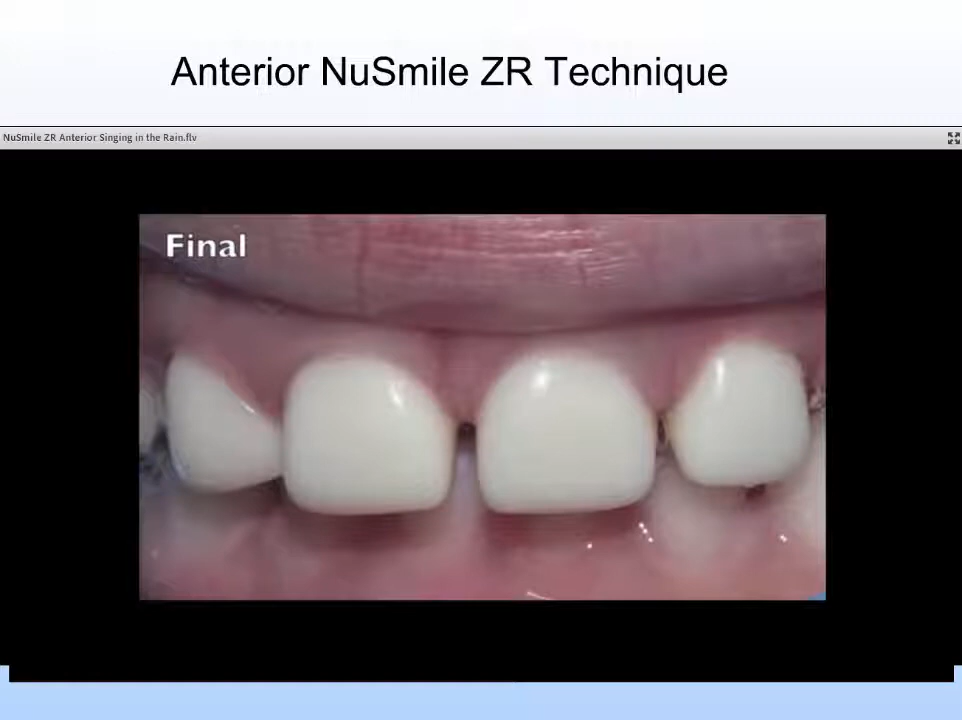 Anterior NuSmile ZR Technique
NuSmile ZR Anterior Singing in the Rain.flv
Final